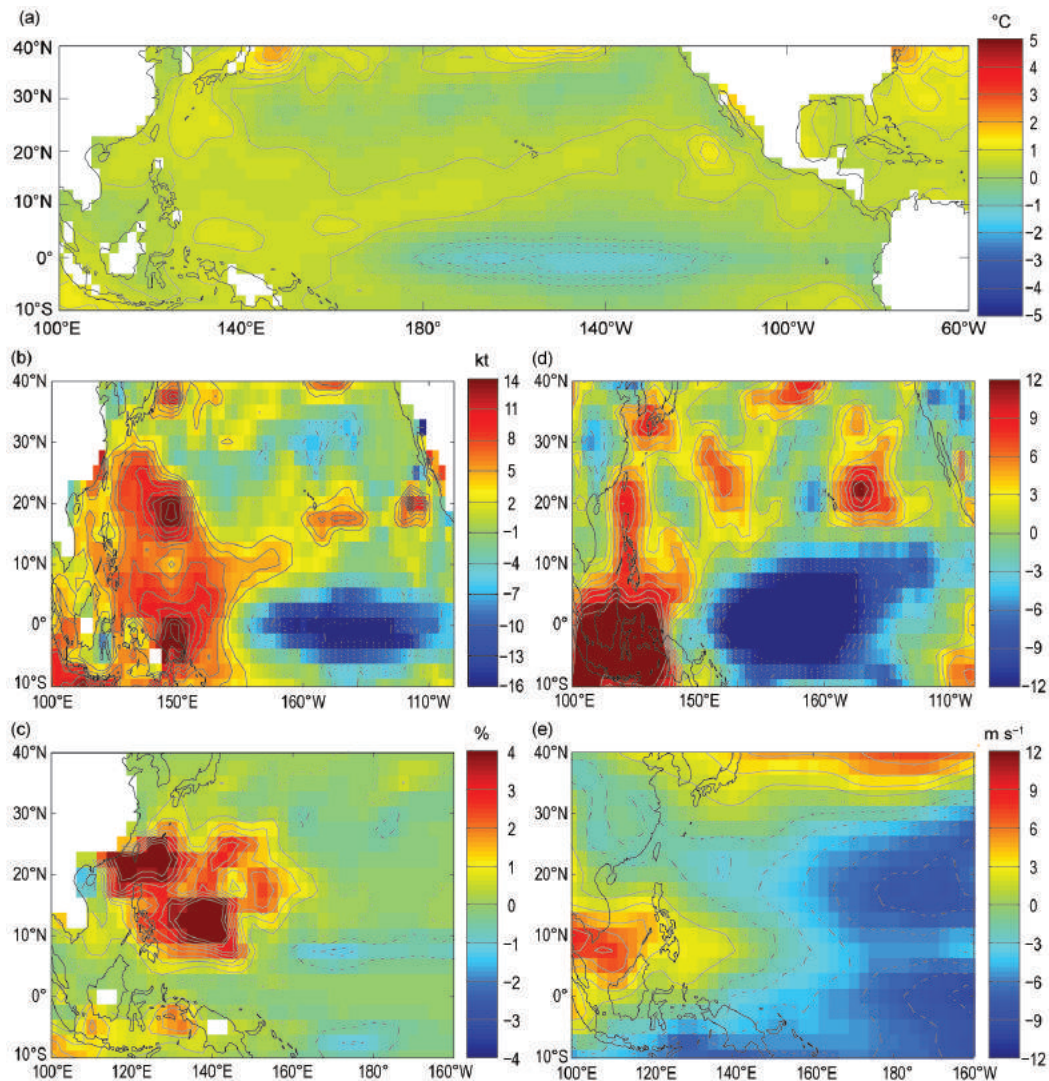 (a)
°C
40°N
30°N
20°N
10°N
0°
10°S
100°E
140°E
180°
140°W
100°W
60°W
5
4
3
2
1
0
−1
−2
−3
−4
−5
(b)
kt
40°N
30°N
20°N
10°N
0°
10°S
100°E
150°E
160°W
110°W
14
11
8
5
2
−1
−4
−7
−10
−13
−16
(d)
40°N
30°N
20°N
10°N
0°
10°S
100°E
150°E
160°W
110°W
12
9
6
3
0
−3
−6
−9
−12
(c)
%
40°N
30°N
20°N
10°N
0°
10°S
100°E
120°E
140°E
160°E
180°
160°W
4
3
2
1
0
−1
−2
−3
−4
(e)
m s⁻¹
40°N
30°N
20°N
10°N
0°
10°S
100°E
120°E
140°E
160°E
180°
160°W
12
9
6
3
0
−3
−6
−9
−12